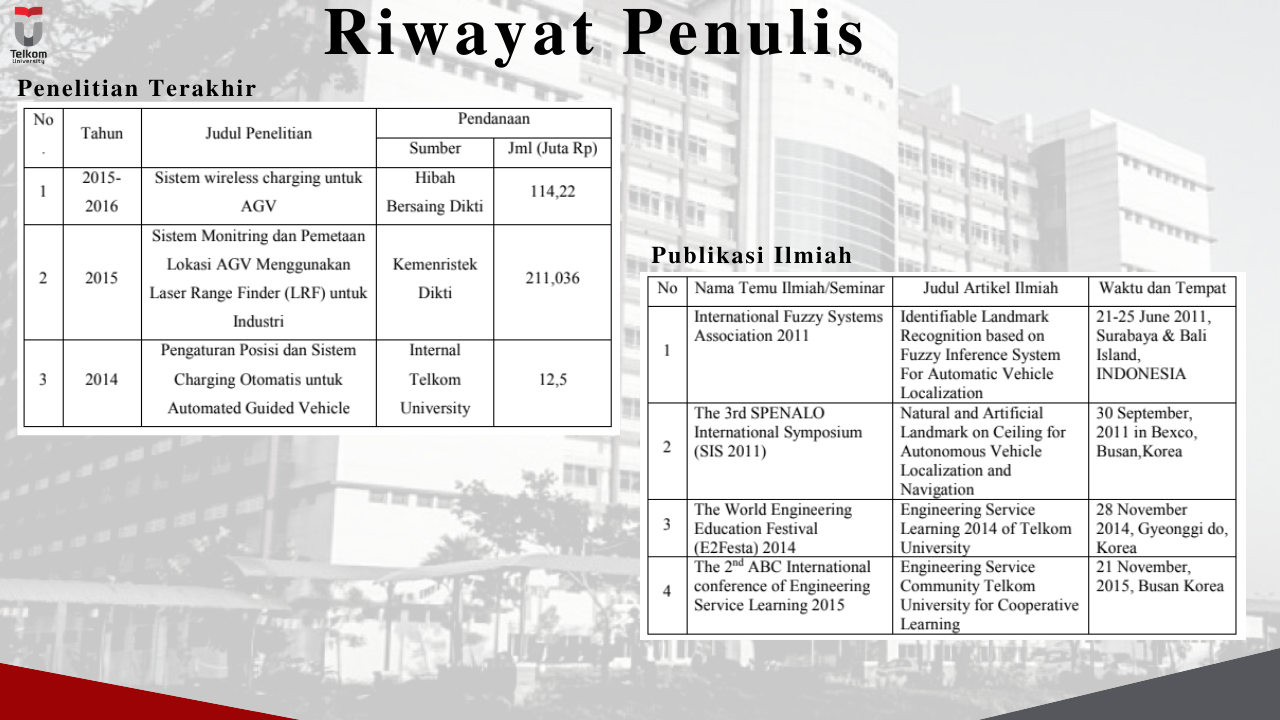 Telkom
University
Riwayat Penulis
Penelitian Terakhir
No
.
Tahun
Judul Penelitian
Pendanaan
Sumber
Jml (Juta Rp)
1
2015-
2016
Sistem wireless charging untuk
AGV
Hibah
Bersaing Dikti
114,22
2
2015
Sistem Monitring dan Pemetaan
Lokasi AGV Menggunakan
Laser Range Finder (LRF) untuk
Industri
Kemenristek
Dikti
211,036
3
2014
Pengaturan Posisi dan Sistem
Charging Otomatis untuk
Automated Guided Vehicle
Internal
Telkom
University
12,5
Publikasi Ilmiah
No
Nama Temu Ilmiah/Seminar
Judul Artikel Ilmiah
Waktu dan Tempat
1
International Fuzzy Systems
Association 2011
Identifiable Landmark
Recognition based on
Fuzzy Inference System
For Automatic Vehicle
Localization
21-25 June 2011,
Surabaya & Bali
Island,
INDONESIA
2
The 3rd SPENALO
International Symposium
(SIS 2011)
Natural and Artificial
Landmark on Ceiling for
Autonomous Vehicle
Localization and
Navigation
30 September,
2011 in Bexco,
Busan,Korea
3
The World Engineering
Education Festival
(E2Festa) 2014
Engineering Service
Learning 2014 of Telkom
University
28 November
2014, Gyeonggi do,
Korea
4
The 2nd ABC International
conference of Engineering
Service Learning 2015
Engineering Service
Community Telkom
University for Cooperative
Learning
21 November,
2015, Busan Korea